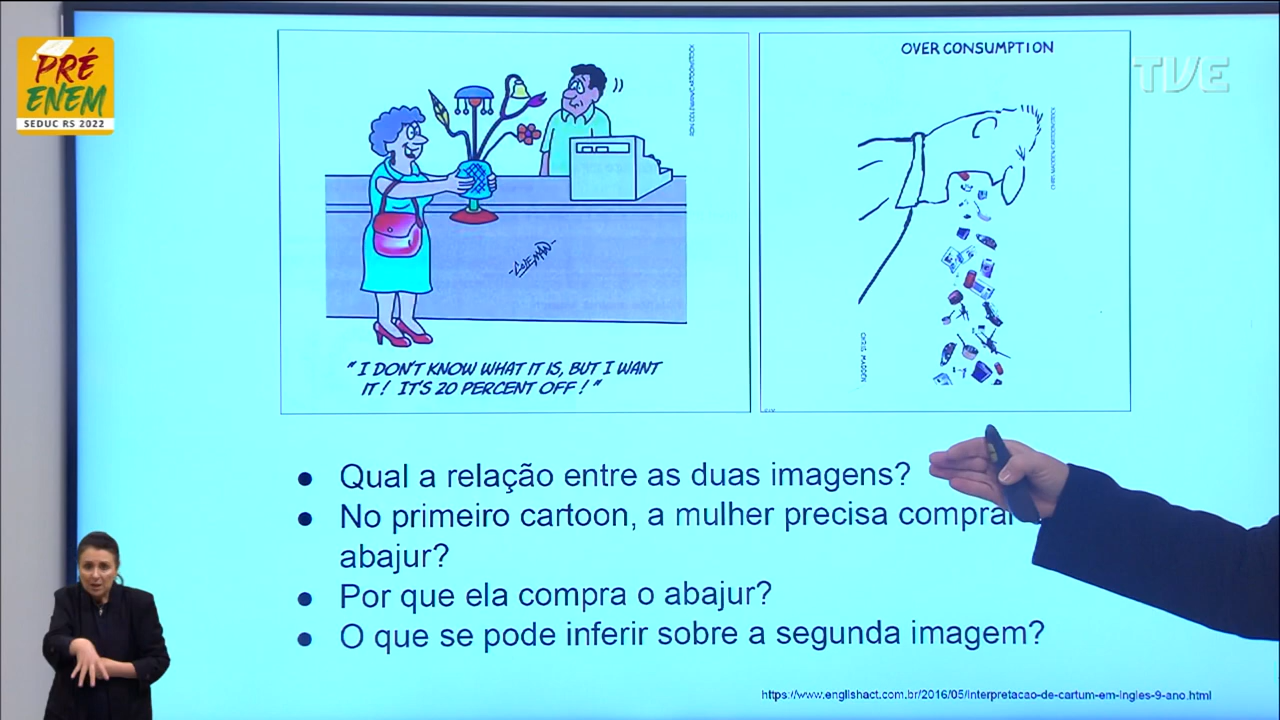 PRÉ
ENEM
SEDUC RS 2022
OVER CONSUMPTION
TVE
-COLEMAN-
CHRIS MADDEN
" I DON'T KNOW WHAT IT IS, BUT I WANT
IT! IT'S 20 PERCENT OFF! "
● Qual a relação entre as duas imagens?
● No primeiro cartoon, a mulher precisa comprar
abajur?
● Por que ela compra o abajur?
● O que se pode inferir sobre a segunda imagem?
https://www.englishact.com.br/2016/05/interpretacao-de-cartum-em-ingles-9-ano.html